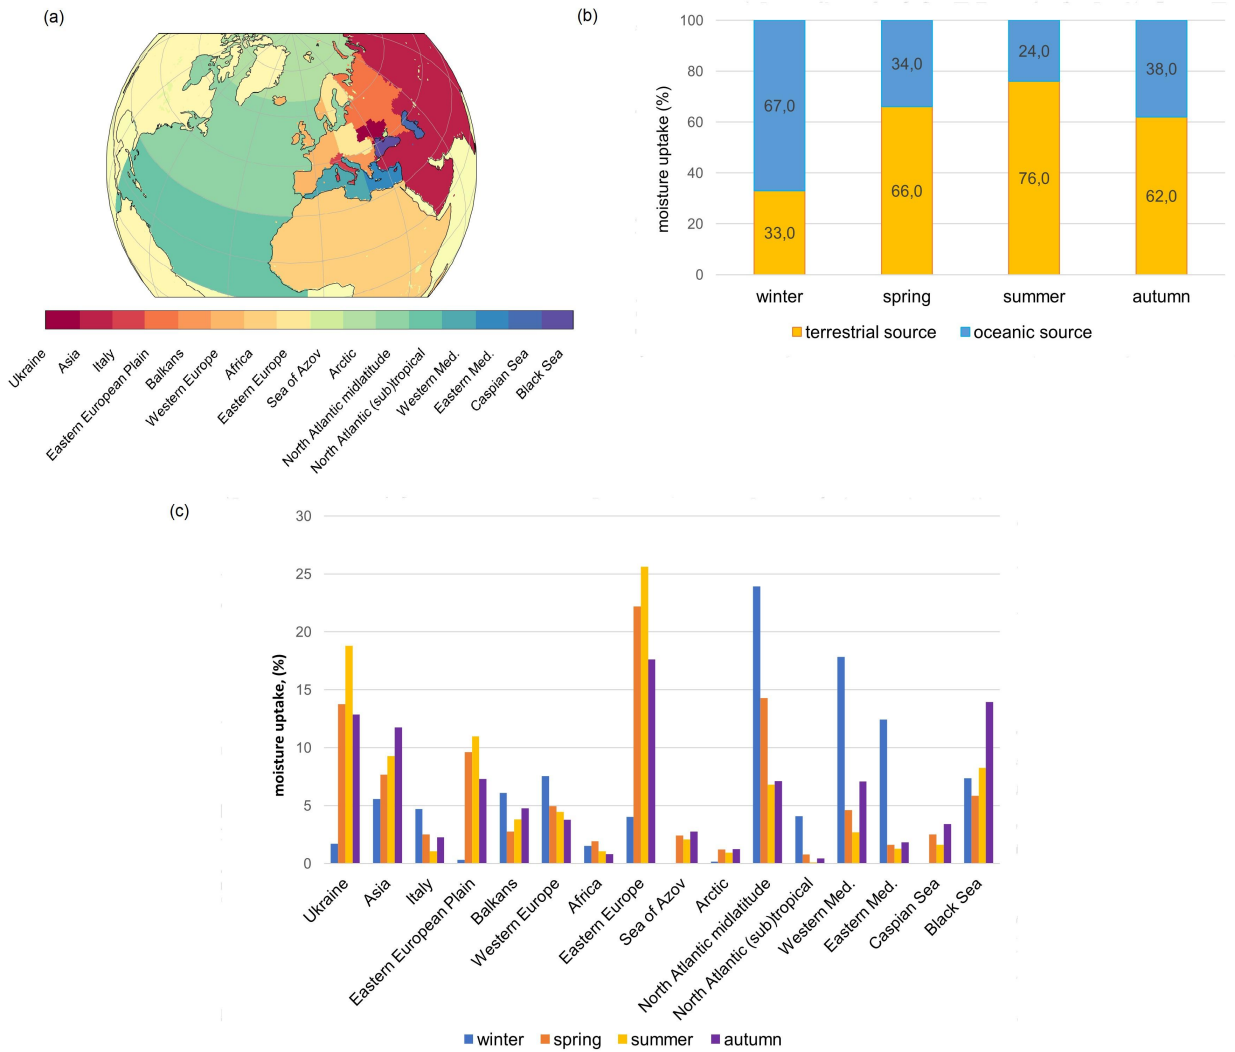 (a)
Ukraine
Asia
Italy
Eastern European Plain
Balkans
Western Europe
Africa
Eastern Europe
Sea of Azov
Arctic
North Atlantic midlatitude
North Atlantic (sub)tropical
Western Med.
Eastern Med.
Caspian Sea
Black Sea
(b)
moisture uptake (%)
100
80
60
40
20
0
67,0
33,0
34,0
66,0
24,0
76,0
38,0
62,0
winter spring summer autumn
terrestrial source oceanic source
(c)
moisture uptake, (%)
30
25
20
15
10
5
0
Ukraine
Asia
Italy
Eastern European Plain
Balkans
Western Europe
Africa
Eastern Europe
Sea of Azov
Arctic
North Atlantic midlatitude
North Atlantic (sub)tropical
Western Med.
Eastern Med.
Caspian Sea
Black Sea
winter spring summer autumn